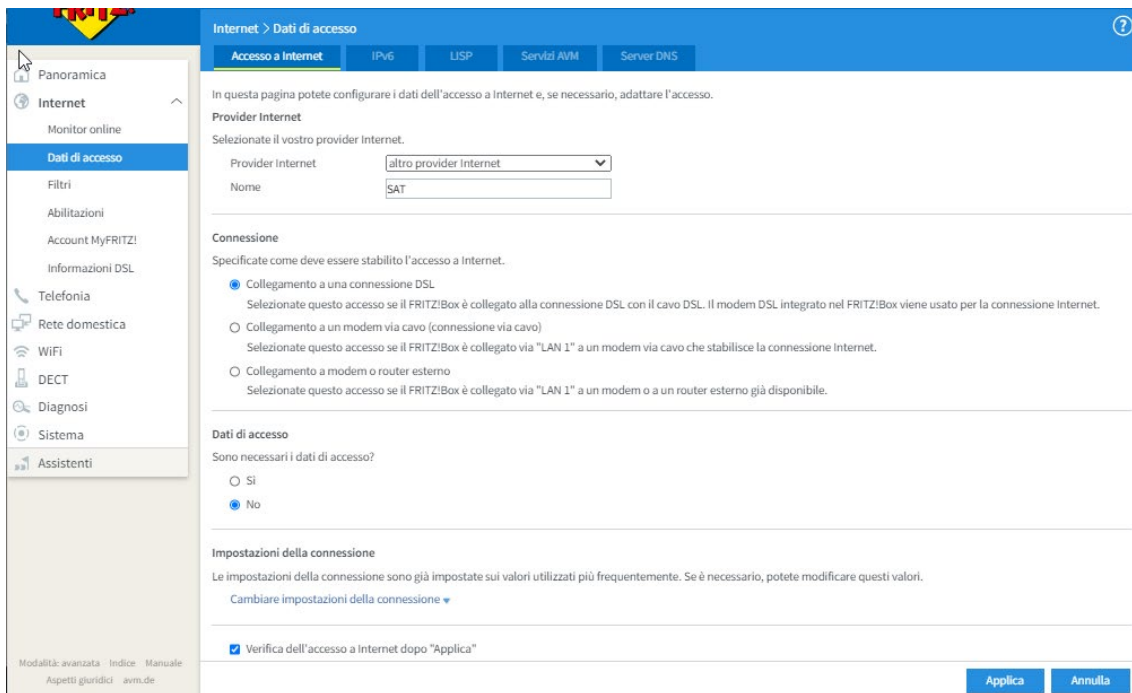 FRITZ!
Internet > Dati di accesso
?
Accesso a Internet IPv6 LISP Servizi AVM Server DNS
Panoramica
Internet
Monitor online
Dati di accesso
Filtri
Abilitazioni
Account MyFRITZ!
Informazioni DSL
Telefonia
Rete domestica
WiFi
DECT
Diagnosi
Sistema
Assistenti
Modalità: avanzata Indice Manuale
Aspetti giuridici avm.de
In questa pagina potete configurare i dati dell'accesso a Internet e, se necessario, adattare l'accesso.
Provider Internet
Selezionate il vostro provider Internet.
Provider Internet altro provider Internet
Nome SAT
Connessione
Specificate come deve essere stabilito l'accesso a Internet.
Collegamento a una connessione DSL
Selezionate questo accesso se il FRITZ!Box è collegato alla connessione DSL con il cavo DSL. Il modem DSL integrato nel FRITZ!Box viene usato per la connessione Internet.
Collegamento a un modem via cavo (connessione via cavo)
Selezionate questo accesso se il FRITZ!Box è collegato via "LAN 1" a un modem via cavo che stabilisce la connessione Internet.
Collegamento a modem o router esterno
Selezionate questo accesso se il FRITZ!Box è collegato via "LAN 1" a un modem o a un router esterno già disponibile.
Dati di accesso
Sono necessari i dati di accesso?
Sì
No
Impostazioni della connessione
Le impostazioni della connessione sono già impostate sui valori utilizzati più frequentemente. Se è necessario, potete modificare questi valori.
Cambiare impostazioni della connessione
Verifica dell'accesso a Internet dopo "Applica"
Applica Annulla